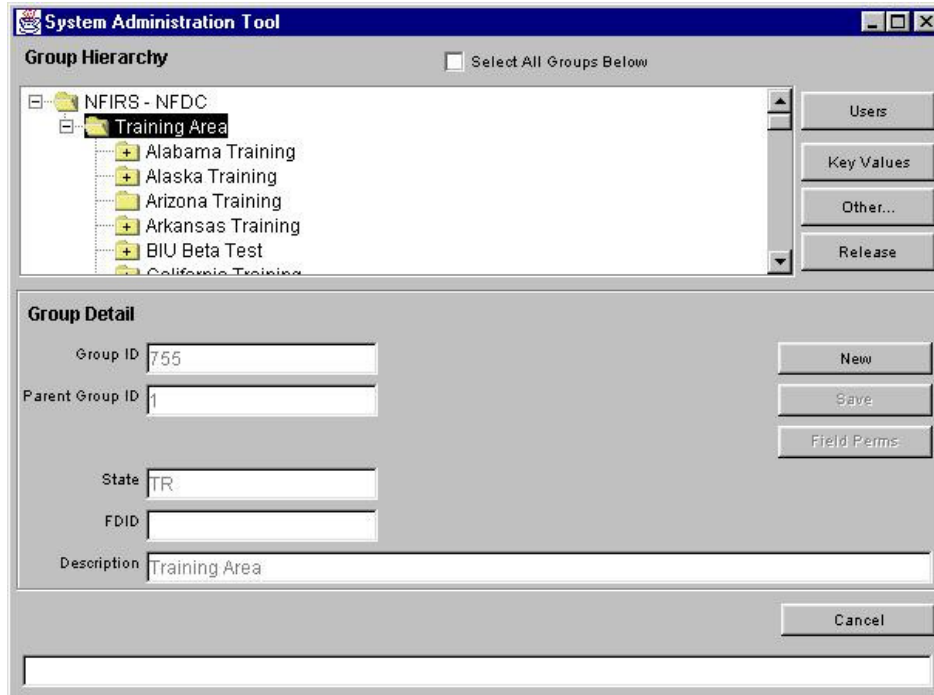 System Administration Tool
Group Hierarchy
Select All Groups Below
NFIRS - NFDC
Training Area
Alabama Training
Alaska Training
Arizona Training
Arkansas Training
BIU Beta Test
California Training
Users
Key Values
Other...
Release
Group Detail
Group ID 755
Parent Group ID 1
State TR
FDID
Description Training Area
New
Save
Field Perms
Cancel